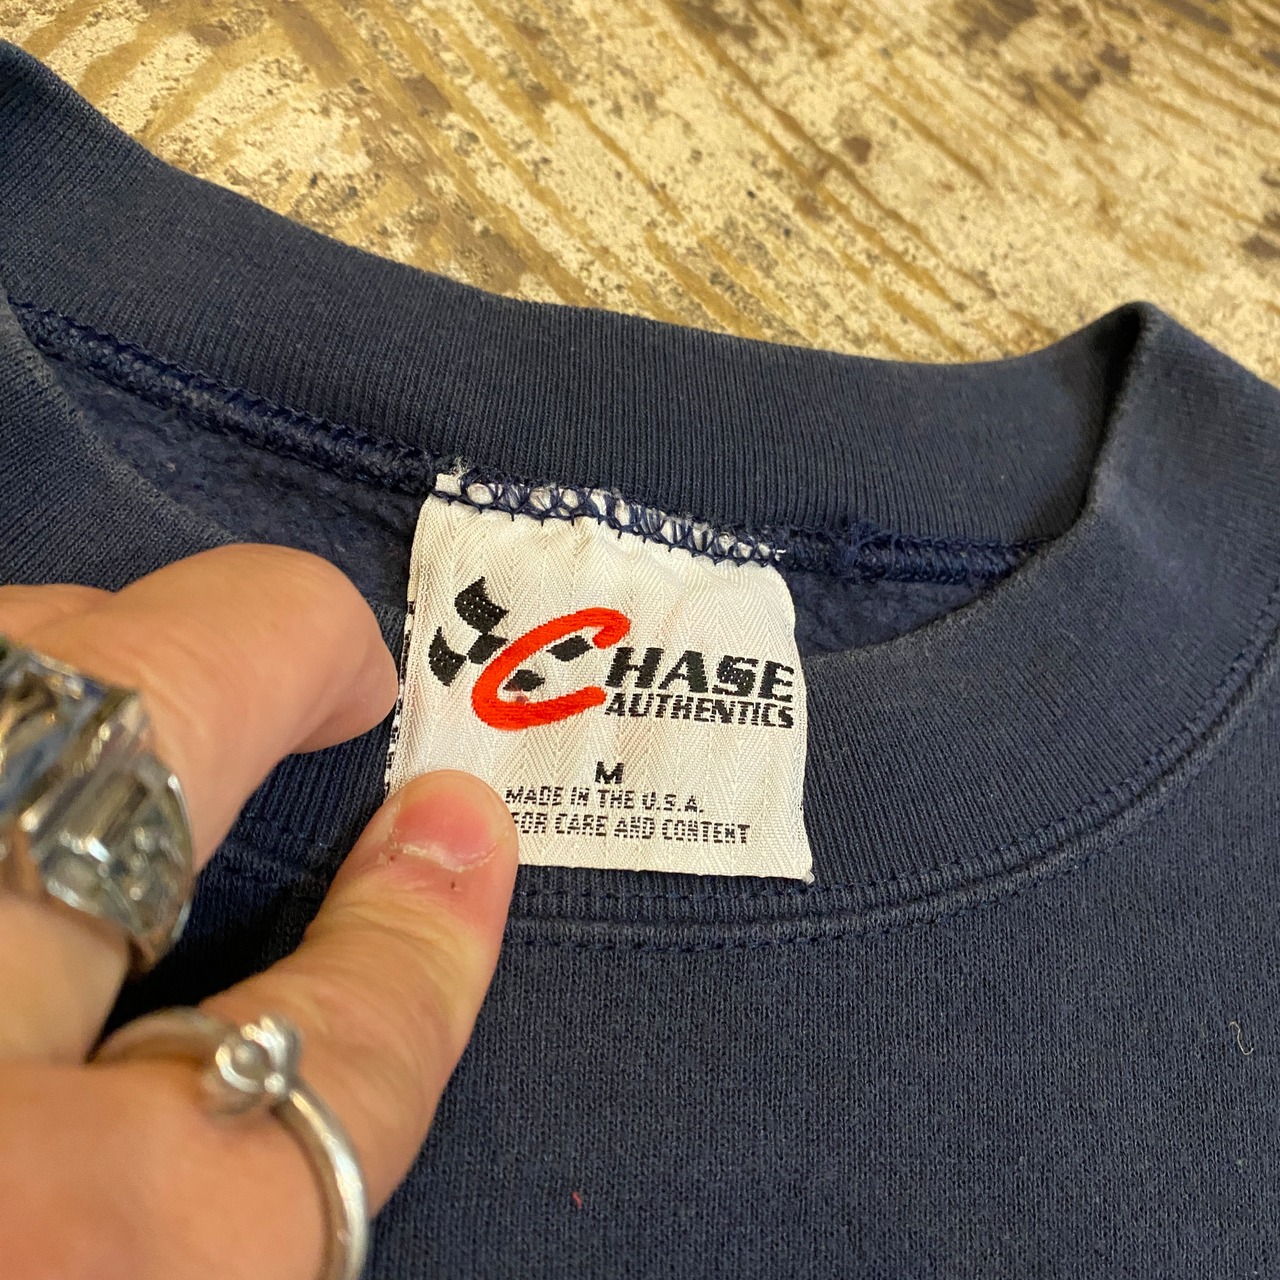 CHASE
AUTHENTICS
M
MADE IN THE U.S.A.
FOR CARE AND CONTENT